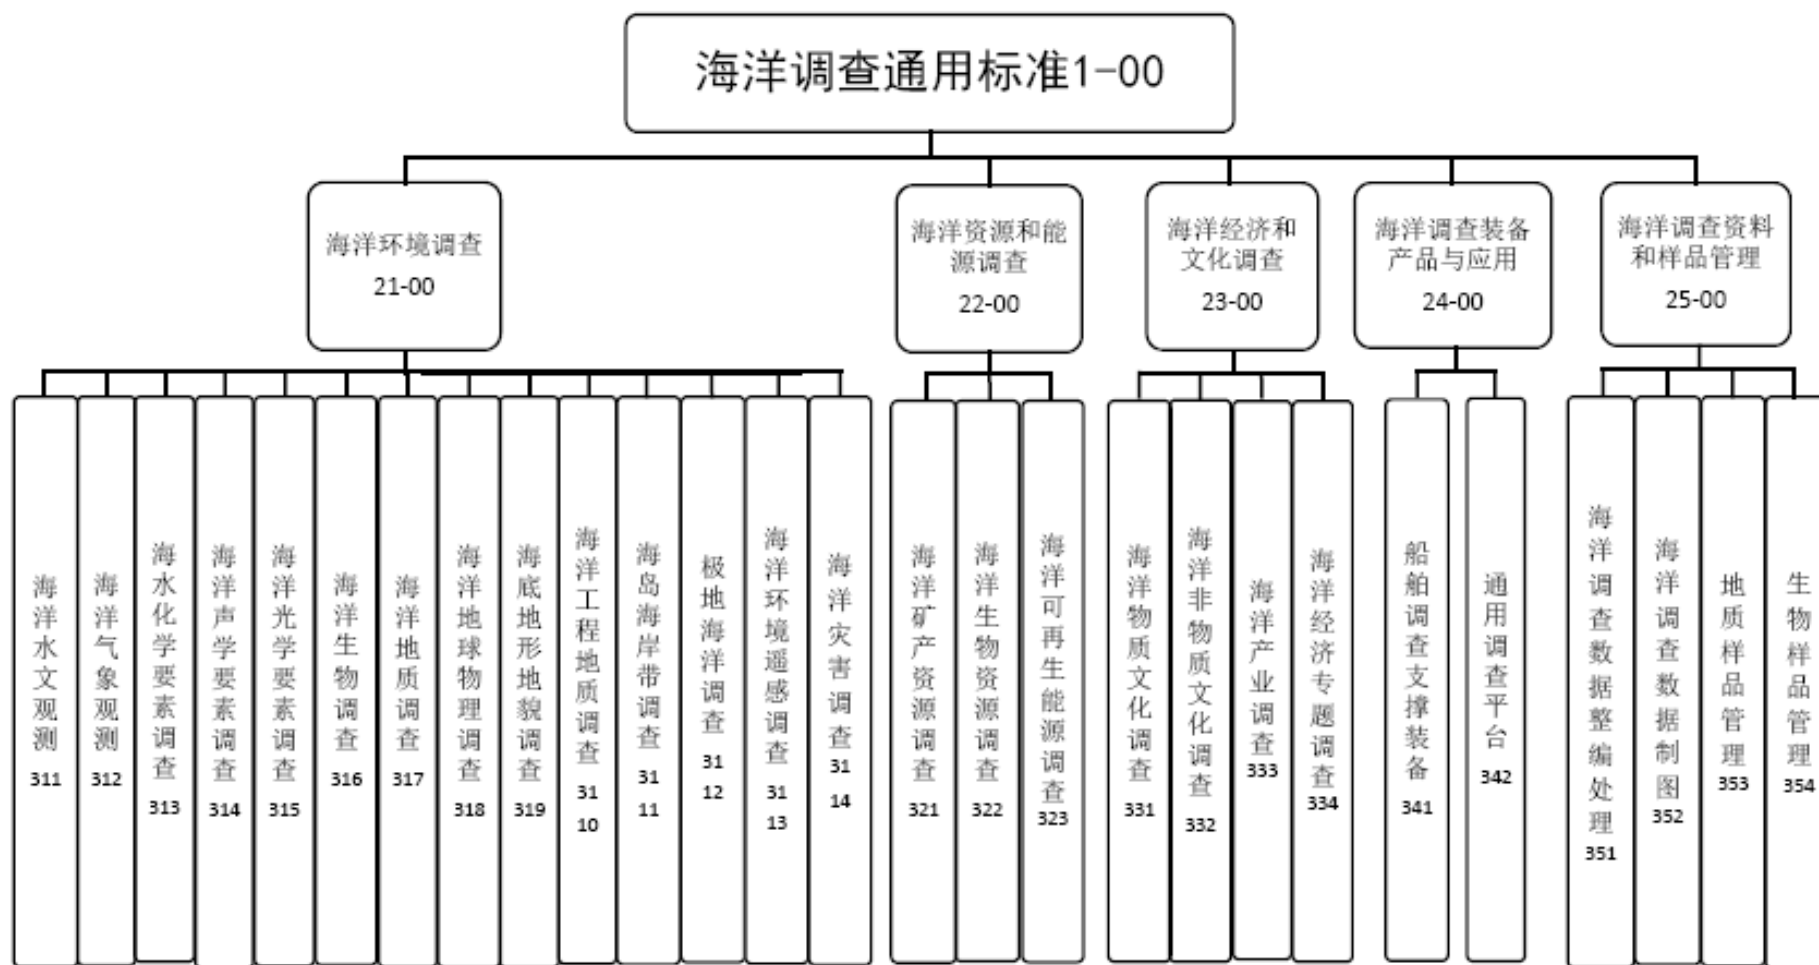 海洋调查通用标准1-00
海洋环境调查
21-00
海洋资源和能
源调查
22-00
海洋经济和
文化调查
23-00
海洋调查装备
产品与应用
24-00
海洋调查资料
和样品管理
25-00
海洋水文观测
311
海洋气象观测
312
海水化学要素调查
313
海洋声学要素调查
314
海洋光学要素调查
315
海洋生物调查
316
海洋地质调查
317
海洋地球物理调查
318
海底地形地貌调查
319
海洋工程地质调查
31
10
海岛海岸带调查
31
11
极地海洋调查
31
12
海洋环境遥感调查
31
13
海洋灾害调查
31
14
海洋矿产资源调查
321
海洋生物资源调查
322
海洋可再生能源调查
323
海洋物质文化调查
331
海洋非物质文化调查
332
海洋产业调查
333
海洋经济专题调查
334
船舶调查支撑装备
341
通用调查平台
342
海洋调查数据整编处理
351
海洋调查数据制图
352
地质样品管理
353
生物样品管理
354